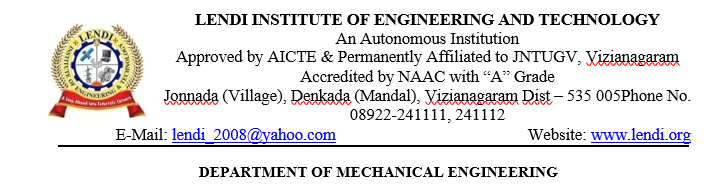 LENDI INSTITUTE OF ENGINEERING AND TECHNOLOGY
An Autonomous Institution
Approved by AICTE & Permanently Affiliated to JNTUGV, Vizianagaram
Accredited by NAAC with “A” Grade
Jonnada (Village), Denkada (Mandal), Vizianagaram Dist – 535 005Phone No.
08922-241111, 241112
E-Mail: lendi_2008@yahoo.com Website: www.lendi.org
DEPARTMENT OF MECHANICAL ENGINEERING
LENDI